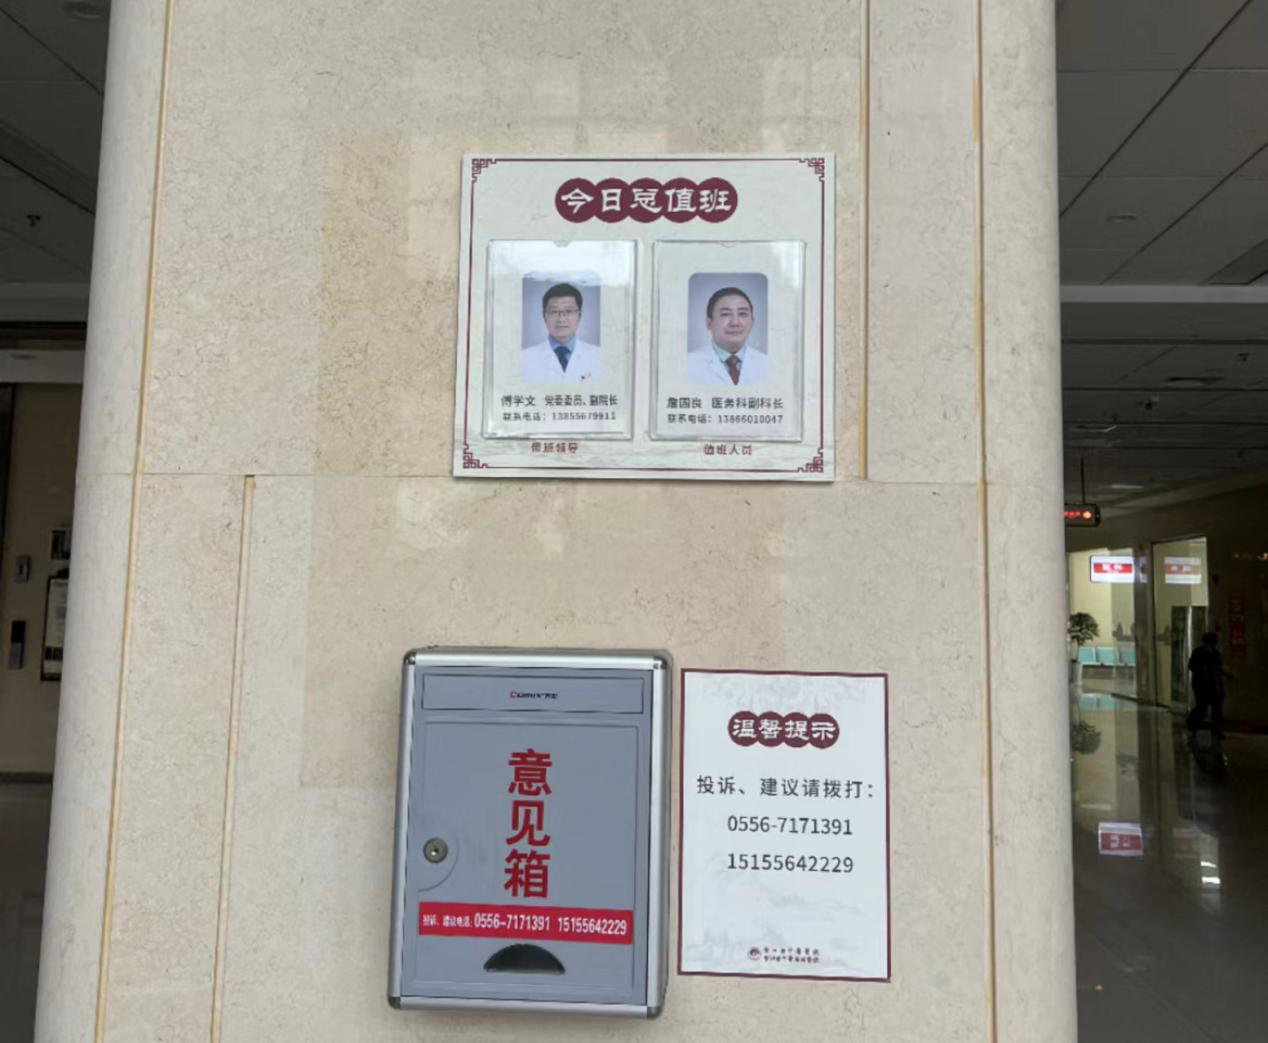 今日总值班
傅学文 党委委员、副院长
联系电话：13855679911
带班领导
詹国良 医务科副科长
联系电话：13866010047
值班人员
意见箱
投诉、建议电话：0556-7171391 15155642229
温馨提示
投诉、建议请拨打：
0556-7171391
15155642229